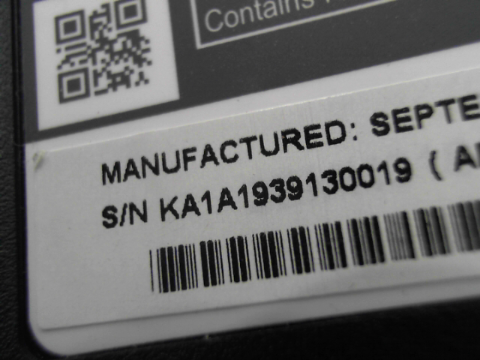 Contains
MANUFACTURED: SEPTE
S/N KA1A1939130019 ( A